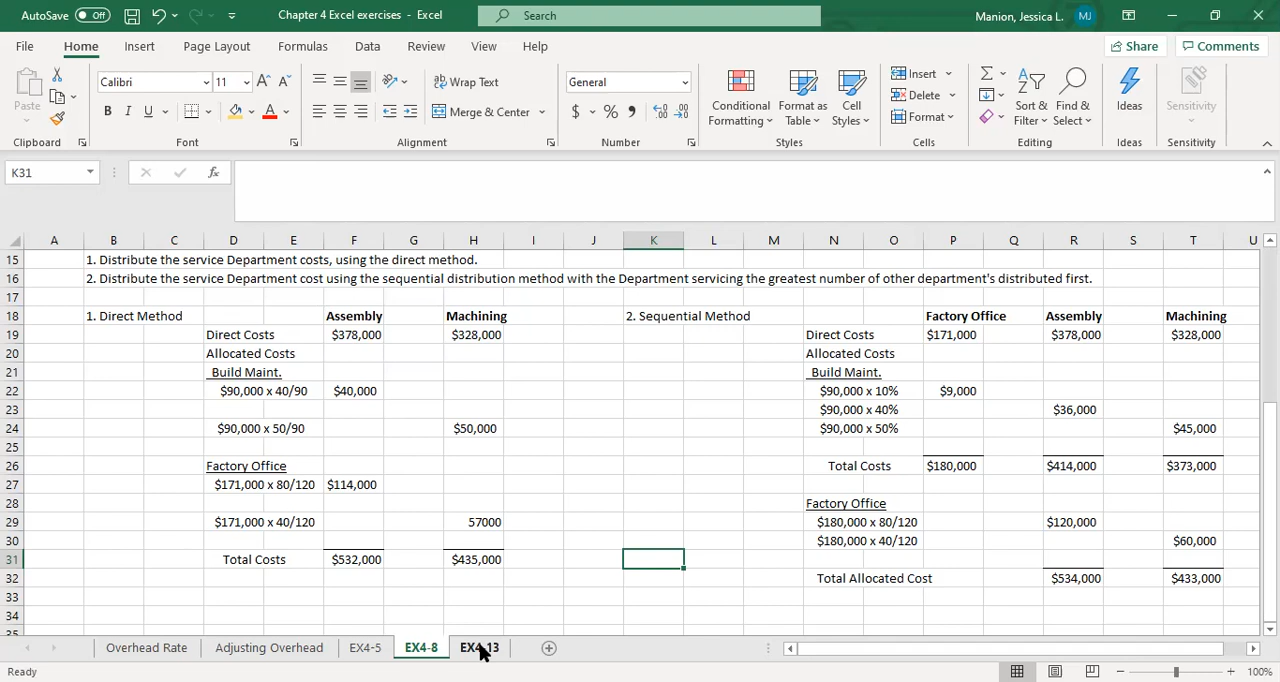 AutoSave Off Chapter 4 Excel exercises - Excel Search Manion, Jessica L. MJ
File Home Insert Page Layout Formulas Data Review View Help Share Comments
Paste Calibri 11 A A Wrap Text General Conditional Formatting Format as Table Cell Styles Insert Delete Format Sort & Filter Find & Select Ideas Sensitivity
B I U A Merge & Center $ % ,
Clipboard Font Alignment Number Styles Cells Editing Ideas Sensitivity
K31 fx
A B C D E F G H I J K L M N O P Q R S T U
15 1. Distribute the service Department costs, using the direct method.
16 2. Distribute the service Department cost using the sequential distribution method with the Department servicing the greatest number of other department's distributed first.
17
18 1. Direct Method Assembly Machining 2. Sequential Method Factory Office Assembly Machining
19 Direct Costs $378,000 $328,000 Direct Costs $171,000 $378,000 $328,000
20 Allocated Costs Allocated Costs
21 Build Maint. Build Maint.
22 $90,000 x 40/90 $40,000 $90,000 x 10% $9,000
23 $90,000 x 40% $36,000
24 $90,000 x 50/90 $50,000 $90,000 x 50% $45,000
25
26 Factory Office Total Costs $180,000 $414,000 $373,000
27 $171,000 x 80/120 $114,000
28 Factory Office
29 $171,000 x 40/120 57000 $180,000 x 80/120 $120,000
30 $180,000 x 40/120 $60,000
31 Total Costs $532,000 $435,000
32 Total Allocated Cost $534,000 $433,000
33
34
35
Overhead Rate Adjusting Overhead EX4-5 EX4-8 EX4-13
Ready 100%